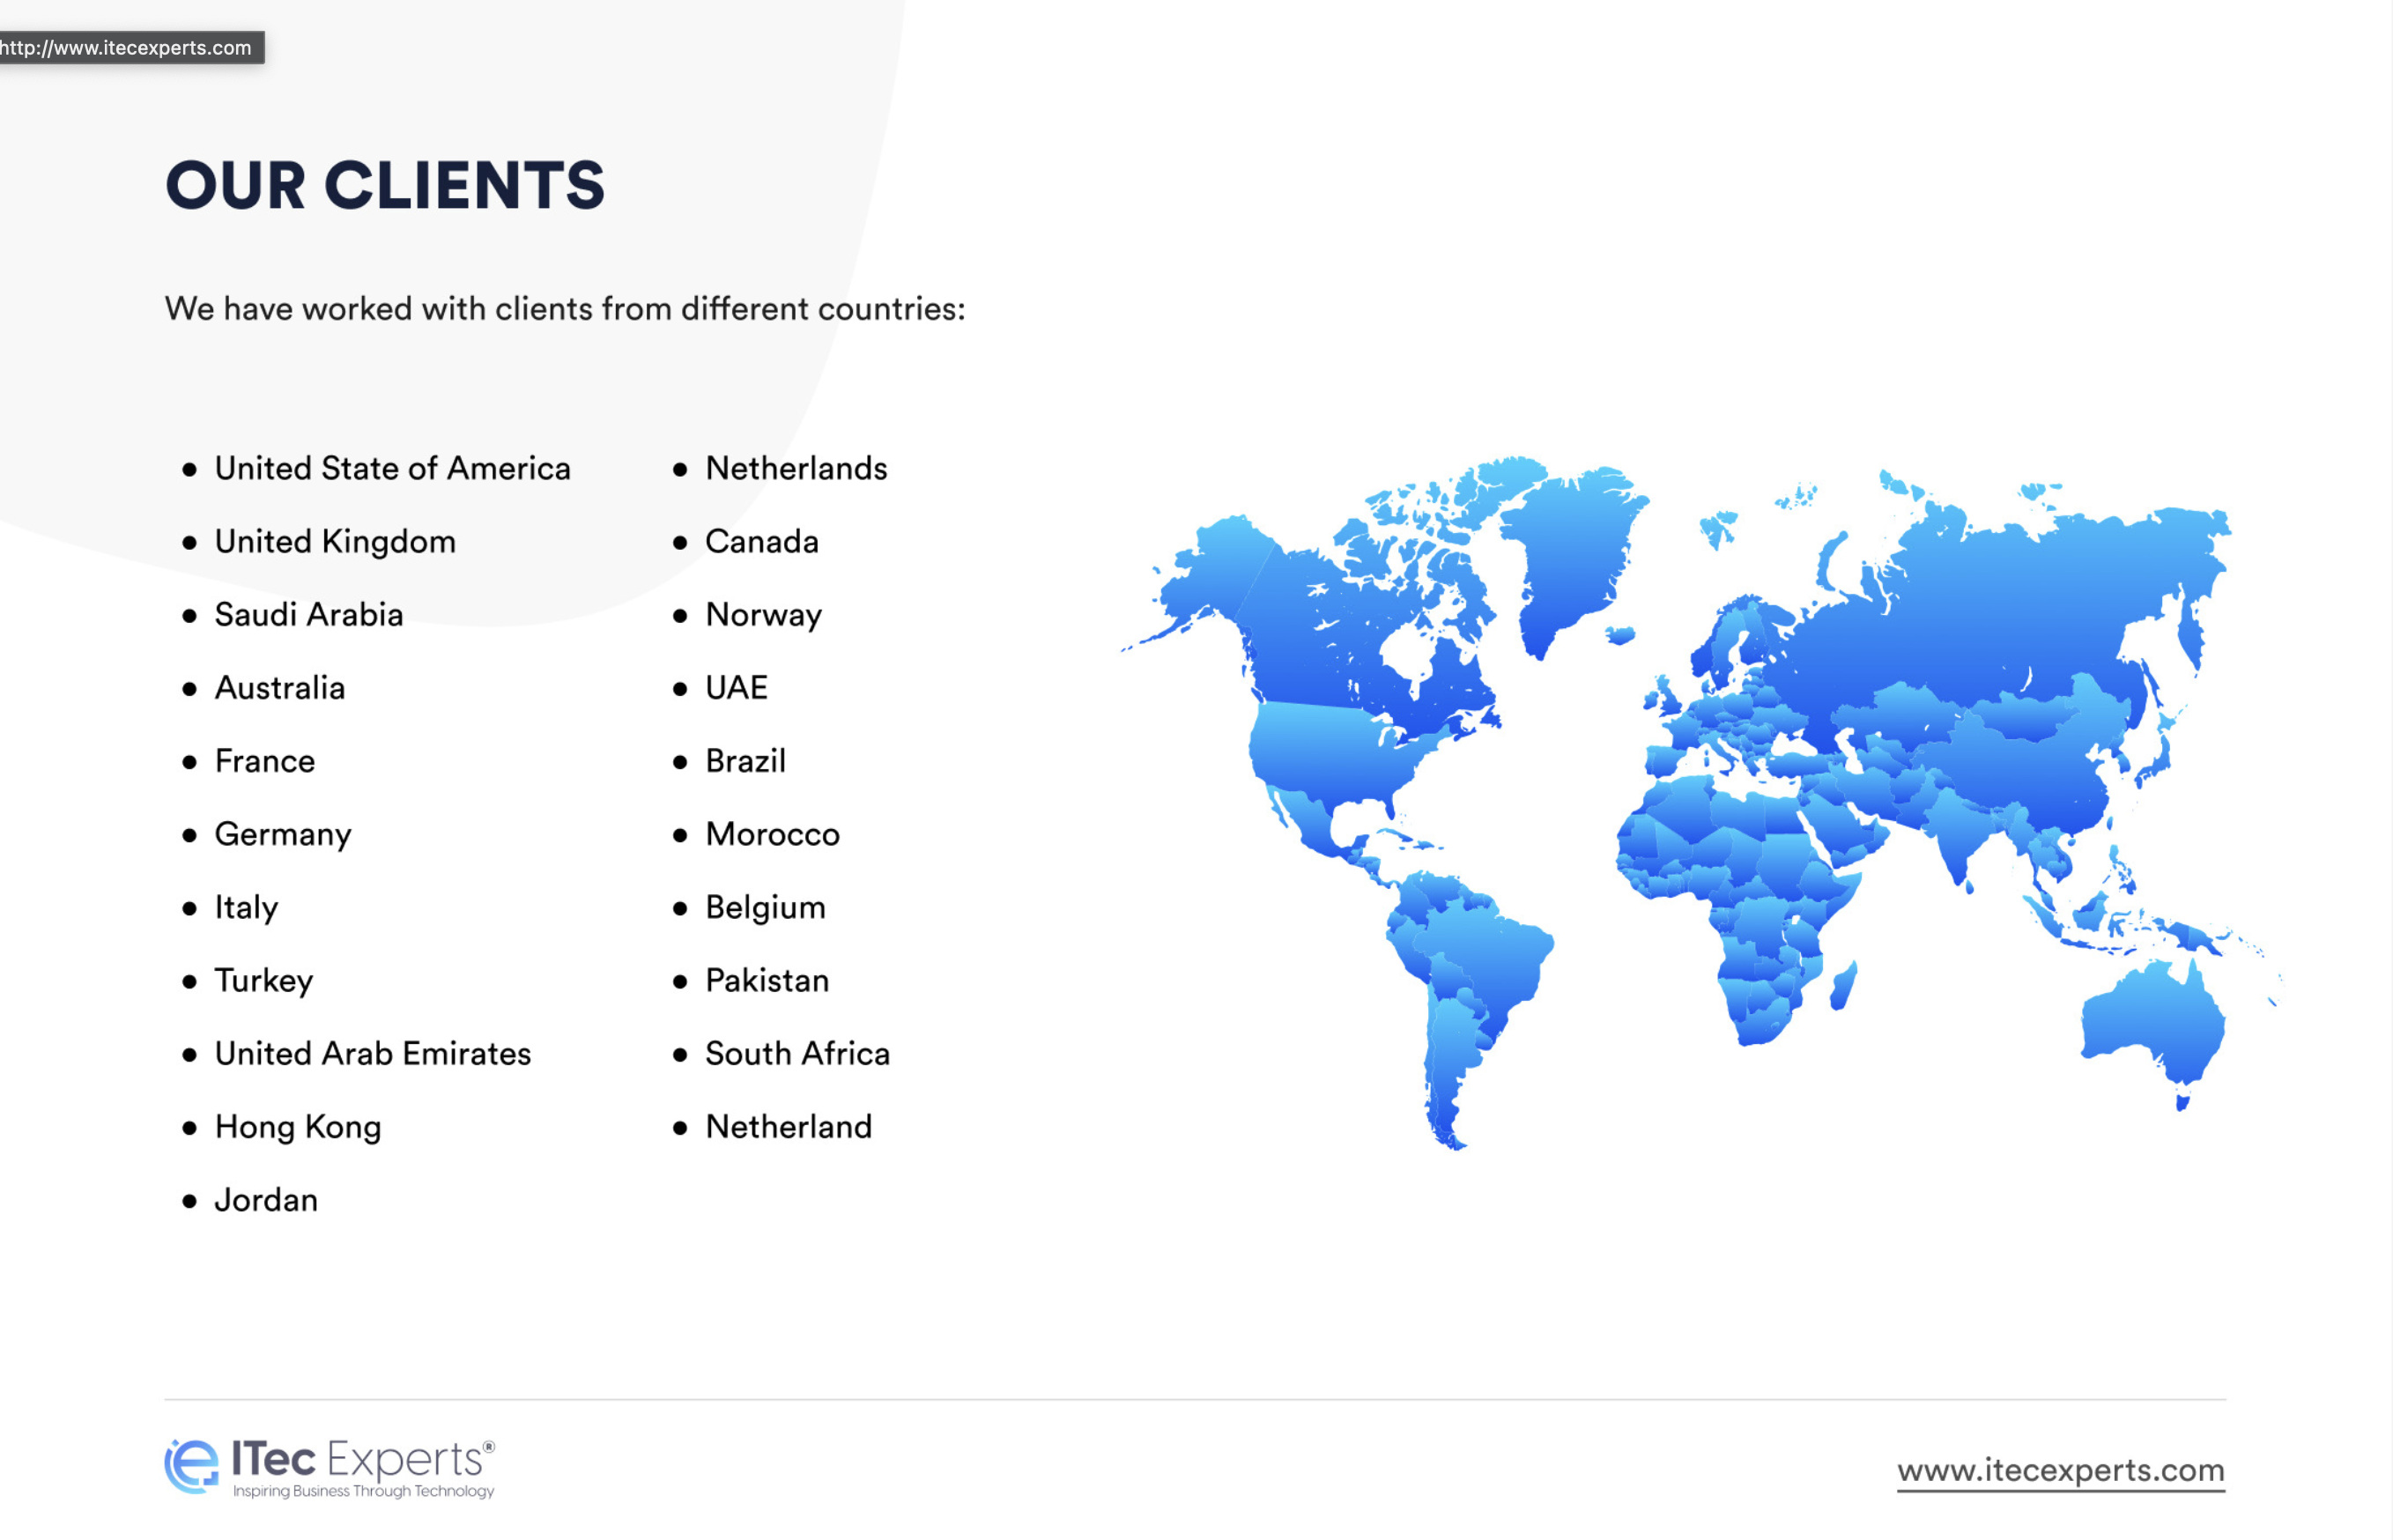 http://www.itecexperts.com
OUR CLIENTS
We have worked with clients from different countries:
● United State of America
● United Kingdom
● Saudi Arabia
● Australia
● France
● Germany
● Italy
● Turkey
● United Arab Emirates
● Hong Kong
● Jordan
● Netherlands
● Canada
● Norway
● UAE
● Brazil
● Morocco
● Belgium
● Pakistan
● South Africa
● Netherland
ITec Experts®
Inspiring Business Through Technology
www.itecexperts.com